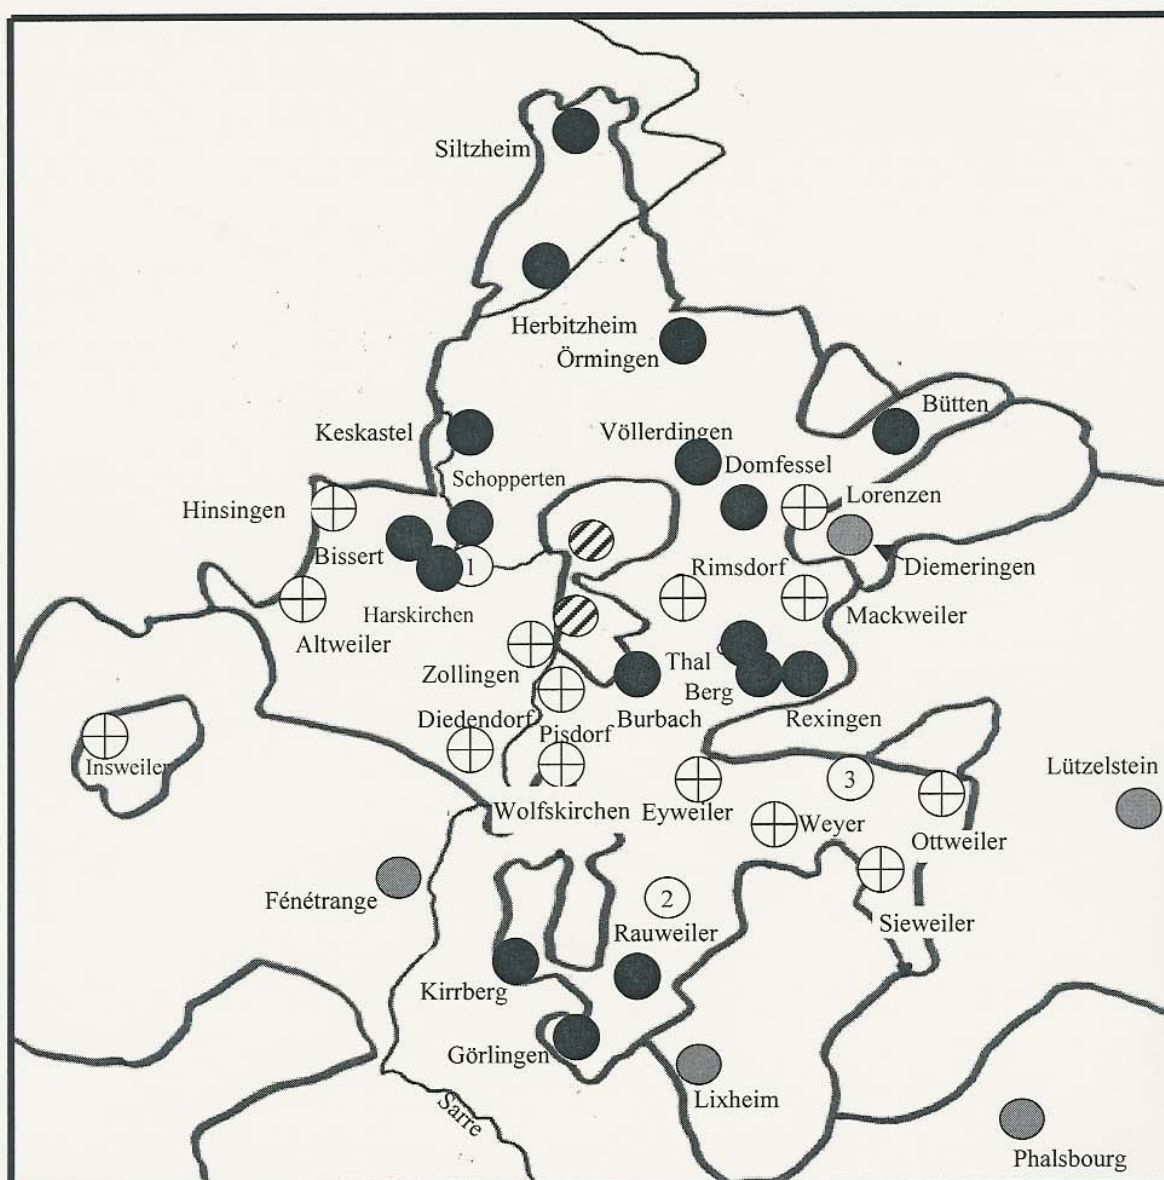 Siltzheim
Herbitzheim
Örmingen
Bütten
Keskastel
Völlerdingen
Domfessel
Schopperten
Lorenzen
Hinsingen
Bissert
1
Rimsdorf
Diemeringen
Harskirchen
Mackweiler
Altweiler
Zollingen
Thal
Berg
Diedendorf
Pisdorf
Burbach
Rexingen
Insweiler
3
Lützelstein
Wolfskirchen
Eyweiler
Weyer
Ottweiler
Fénétrange
2
Rauweiler
Sieweiler
Kirrberg
Görlingen
Lixheim
Sarre
Phalsbourg